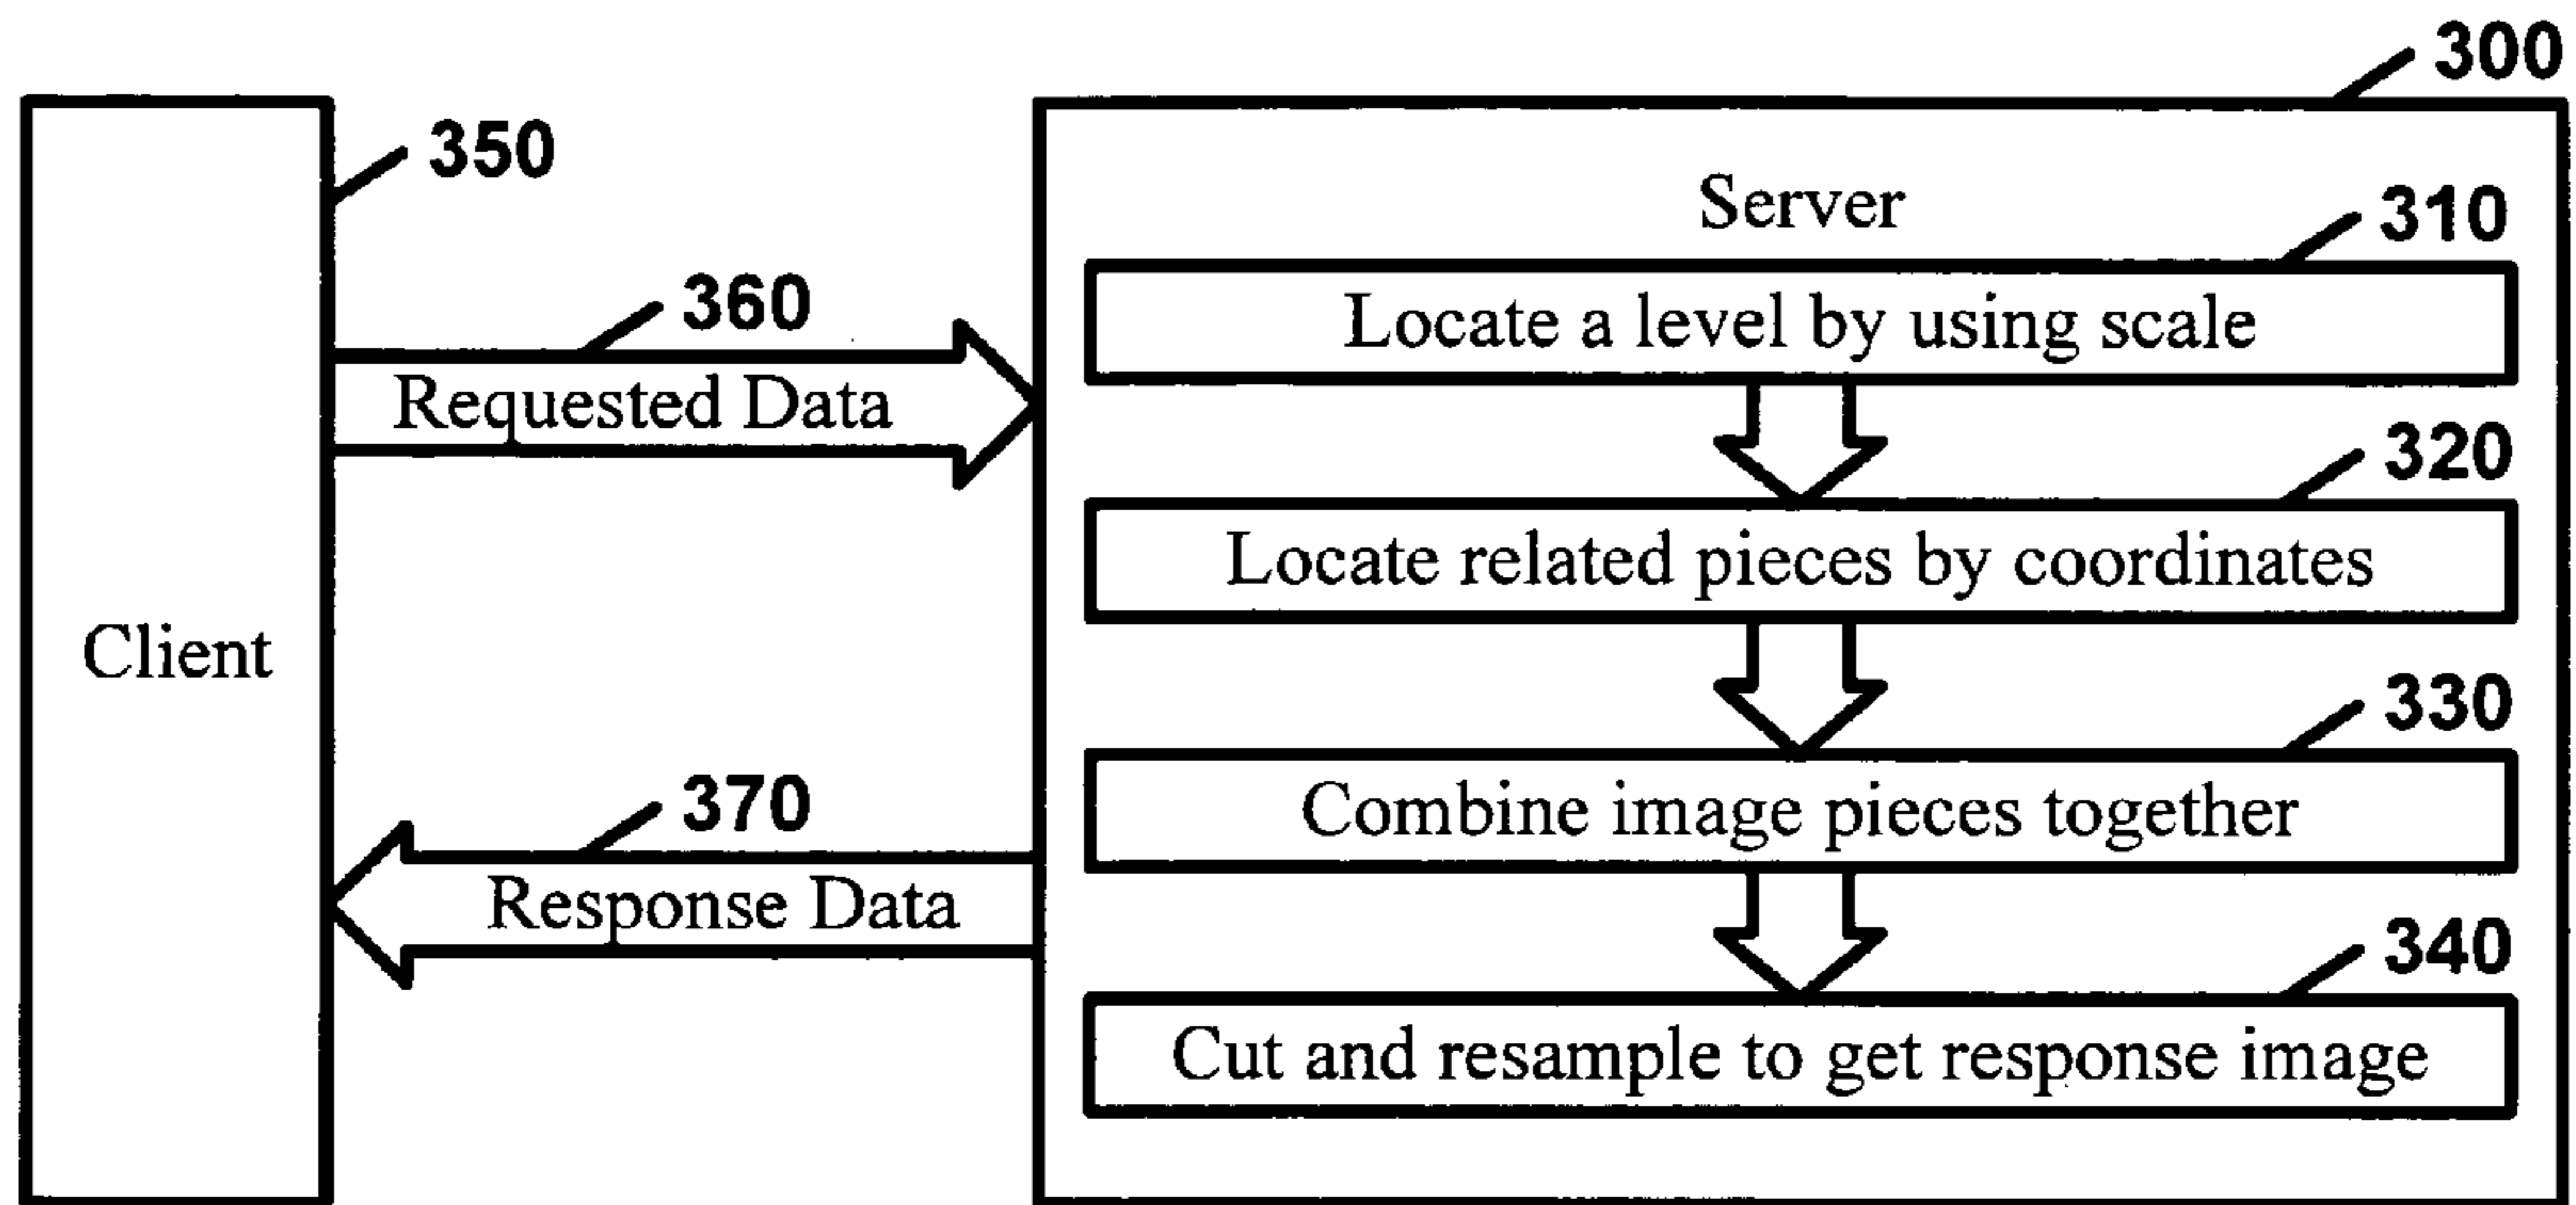 300
350
Server
310
360
Locate a level by using scale
Requested Data
320
Locate related pieces by coordinates
Client
330
370
Combine image pieces together
Response Data
340
Cut and resample to get response image